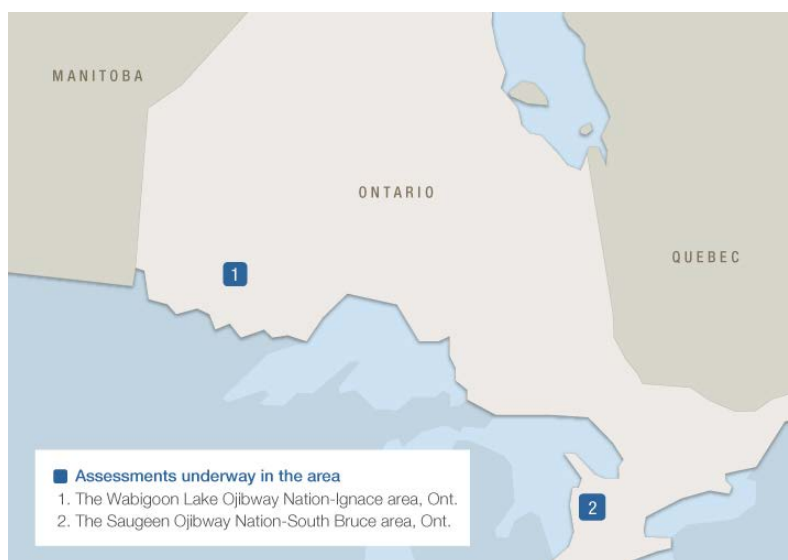 MANITOBA
ONTARIO
QUEBEC
1
2
Assessments underway in the area
1. The Wabigoon Lake Ojibway Nation-Ignace area, Ont.
2. The Saugeen Ojibway Nation-South Bruce area, Ont.